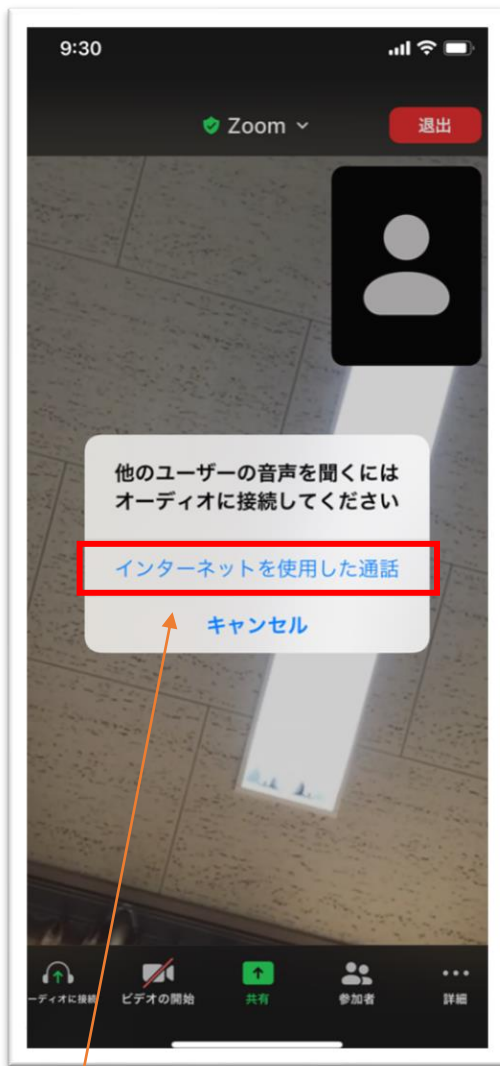 9:30
Zoom
退出
他のユーザーの音声を聞くには
オーディオに接続してください
インターネットを使用した通話
キャンセル
ーディオに接続
ビデオの開始
共有
参加者
詳細